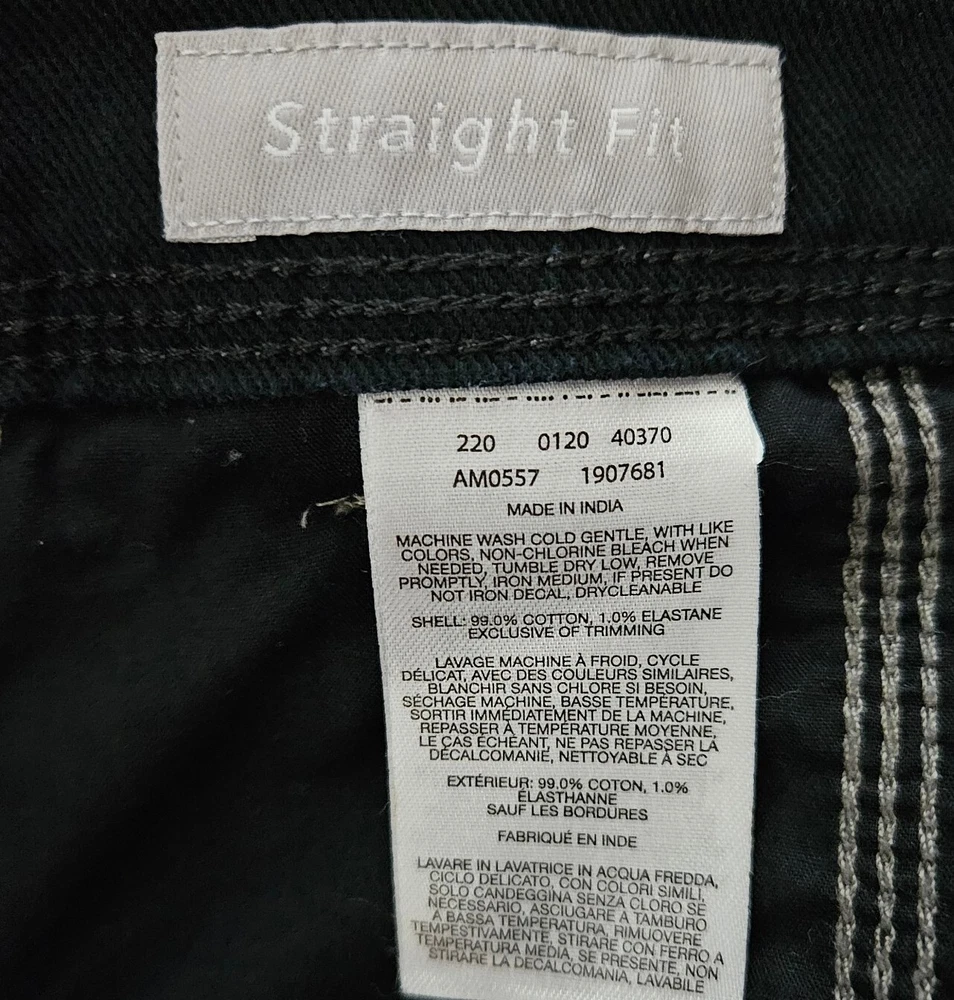 Straight Fit
220 0120 40370
AM0557 1907681
MADE IN INDIA
MACHINE WASH COLD GENTLE, WITH LIKE
COLORS, NON-CHLORINE BLEACH WHEN
NEEDED, TUMBLE DRY LOW, REMOVE
PROMPTLY, IRON MEDIUM, IF PRESENT DO
NOT IRON DECAL, DRYCLEANABLE
SHELL: 99.0% COTTON, 1.0% ELASTANE
EXCLUSIVE OF TRIMMING
LAVAGE MACHINE À FROID, CYCLE
DÉLICAT, AVEC DES COULEURS SIMILAIRES,
BLANCHIR SANS CHLORE SI BESOIN,
SÉCHAGE MACHINE, BASSE TEMPÉRATURE,
SORTIR IMMÉDIATEMENT DE LA MACHINE,
REPASSER À TEMPÉRATURE MOYENNE,
LE CAS ÉCHÉANT, NE PAS REPASSER LA
DÉCALCOMANIE, NETTOYABLE À SEC
EXTÉRIEUR: 99.0% COTON, 1.0%
ÉLASTHANNE
SAUF LES BORDURES
FABRIQUÉ EN INDE
LAVARE IN LAVATRICE IN ACQUA FREDDA,
CICLO DELICATO, CON COLORI SIMILI,
SOLO CANDEGGINA SENZA CLORO SE
NECESSARIO, ASCIUGARE A TAMBURO
A BASSA TEMPERATURA, RIMUOVERE
TEMPESTIVAMENTE, STIRARE CON FERRO A
TEMPERATURA MEDIA, SE PRESENTE, NON
STIRARE LA DECALCOMANIA, LAVABILE